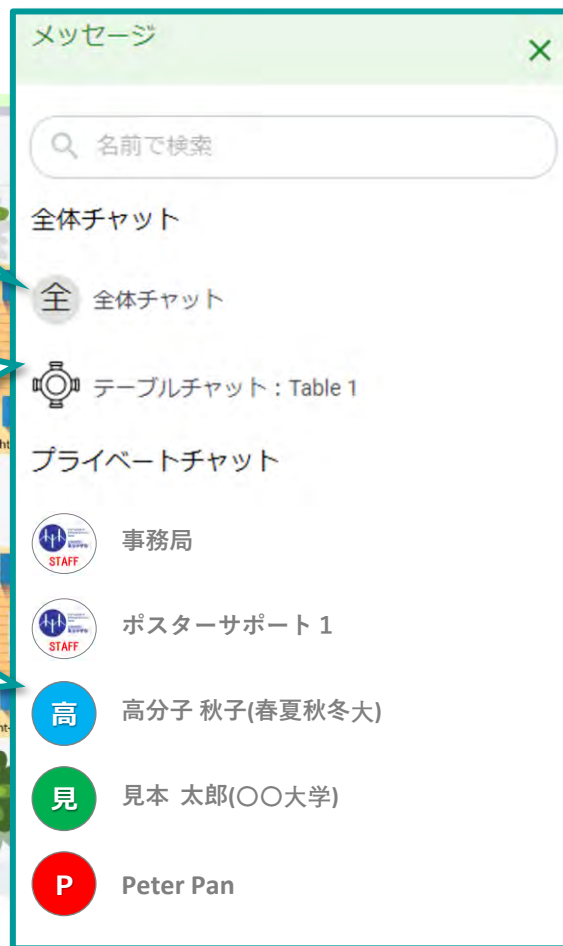 メッセージ
名前で検索
全体チャット
全 全体チャット
テーブルチャット：Table 1
プライベートチャット
STAFF 事務局
STAFF ポスターサポート 1
高 高分子 秋子(春夏秋冬大)
見 見本 太郎(〇〇大学)
P Peter Pan